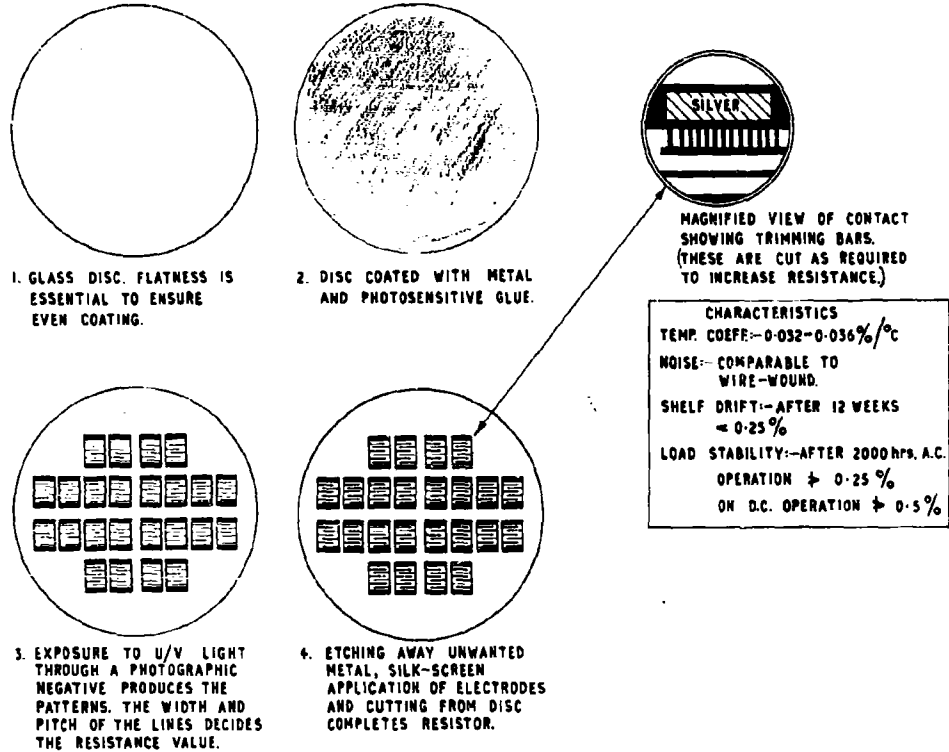 1. GLASS DISC. FLATNESS IS
ESSENTIAL TO ENSURE
EVEN COATING.
2. DISC COATED WITH METAL
AND PHOTOSENSITIVE GLUE.
SILVER
MAGNIFIED VIEW OF CONTACT
SHOWING TRIMMING BARS.
(THESE ARE CUT AS REQUIRED
TO INCREASE RESISTANCE.)
CHARACTERISTICS
TEMP. COEFF:-0·032-0·036%/°C
NOISE:- COMPARABLE TO
WIRE-WOUND.
SHELF DRIFT:-AFTER 12 WEEKS
≪ 0·25%
LOAD STABILITY:-AFTER 2000 hrs. A.C.
OPERATION ≯ 0·25%
ON D.C. OPERATION ≯ 0·5%
3. EXPOSURE TO U/V LIGHT
THROUGH A PHOTOGRAPHIC
NEGATIVE PRODUCES THE
PATTERNS. THE WIDTH AND
PITCH OF THE LINES DECIDES
THE RESISTANCE VALUE.
4. ETCHING AWAY UNWANTED
METAL, SILK-SCREEN
APPLICATION OF ELECTRODES
AND CUTTING FROM DISC
COMPLETES RESISTOR.